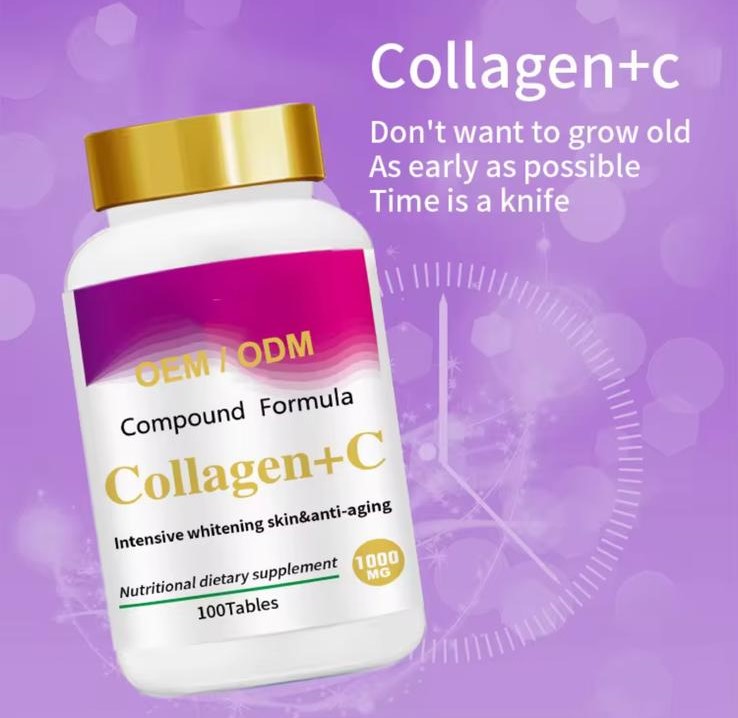 Collagen+c
Don't want to grow old
As early as possible
Time is a knife
OEM / ODM
Compound Formula
Collagen+C
Intensive whitening skin&anti-aging
Nutritional dietary supplement
1000
MG
100Tables